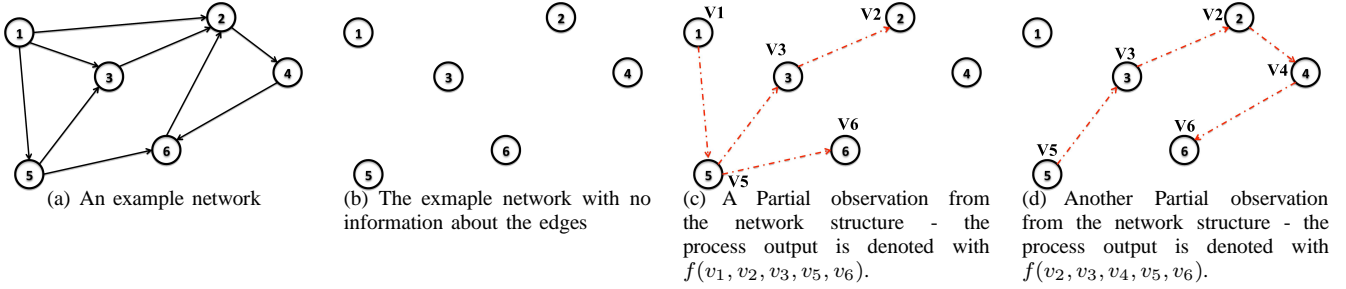 1
2
3
4
5
6
(a) An example network
1
2
3
4
5
6
(b) The exmaple network with no
information about the edges
V1
1
V2
2
V3
3
4
V6
6
5
V5
(c) A Partial observation from
the network structure - the
process output is denoted with
f(v₁, v₂, v₃, v₅, v₆).
1
V2
2
V3
3
V4
4
V6
6
V5
5
(d) Another Partial observation
from the network structure - the
process output is denoted with
f(v₂, v₃, v₄, v₅, v₆).